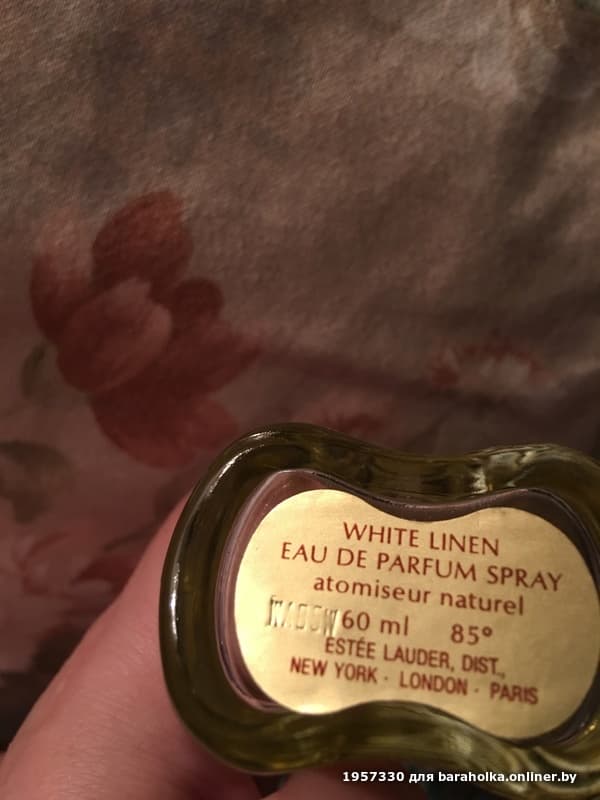 WHITE LINEN
EAU DE PARFUM SPRAY
atomiseur naturel
60 ml 85°
ESTÉE LAUDER, DIST.,
NEW YORK · LONDON · PARIS
1957330 для baraholka.onliner.by